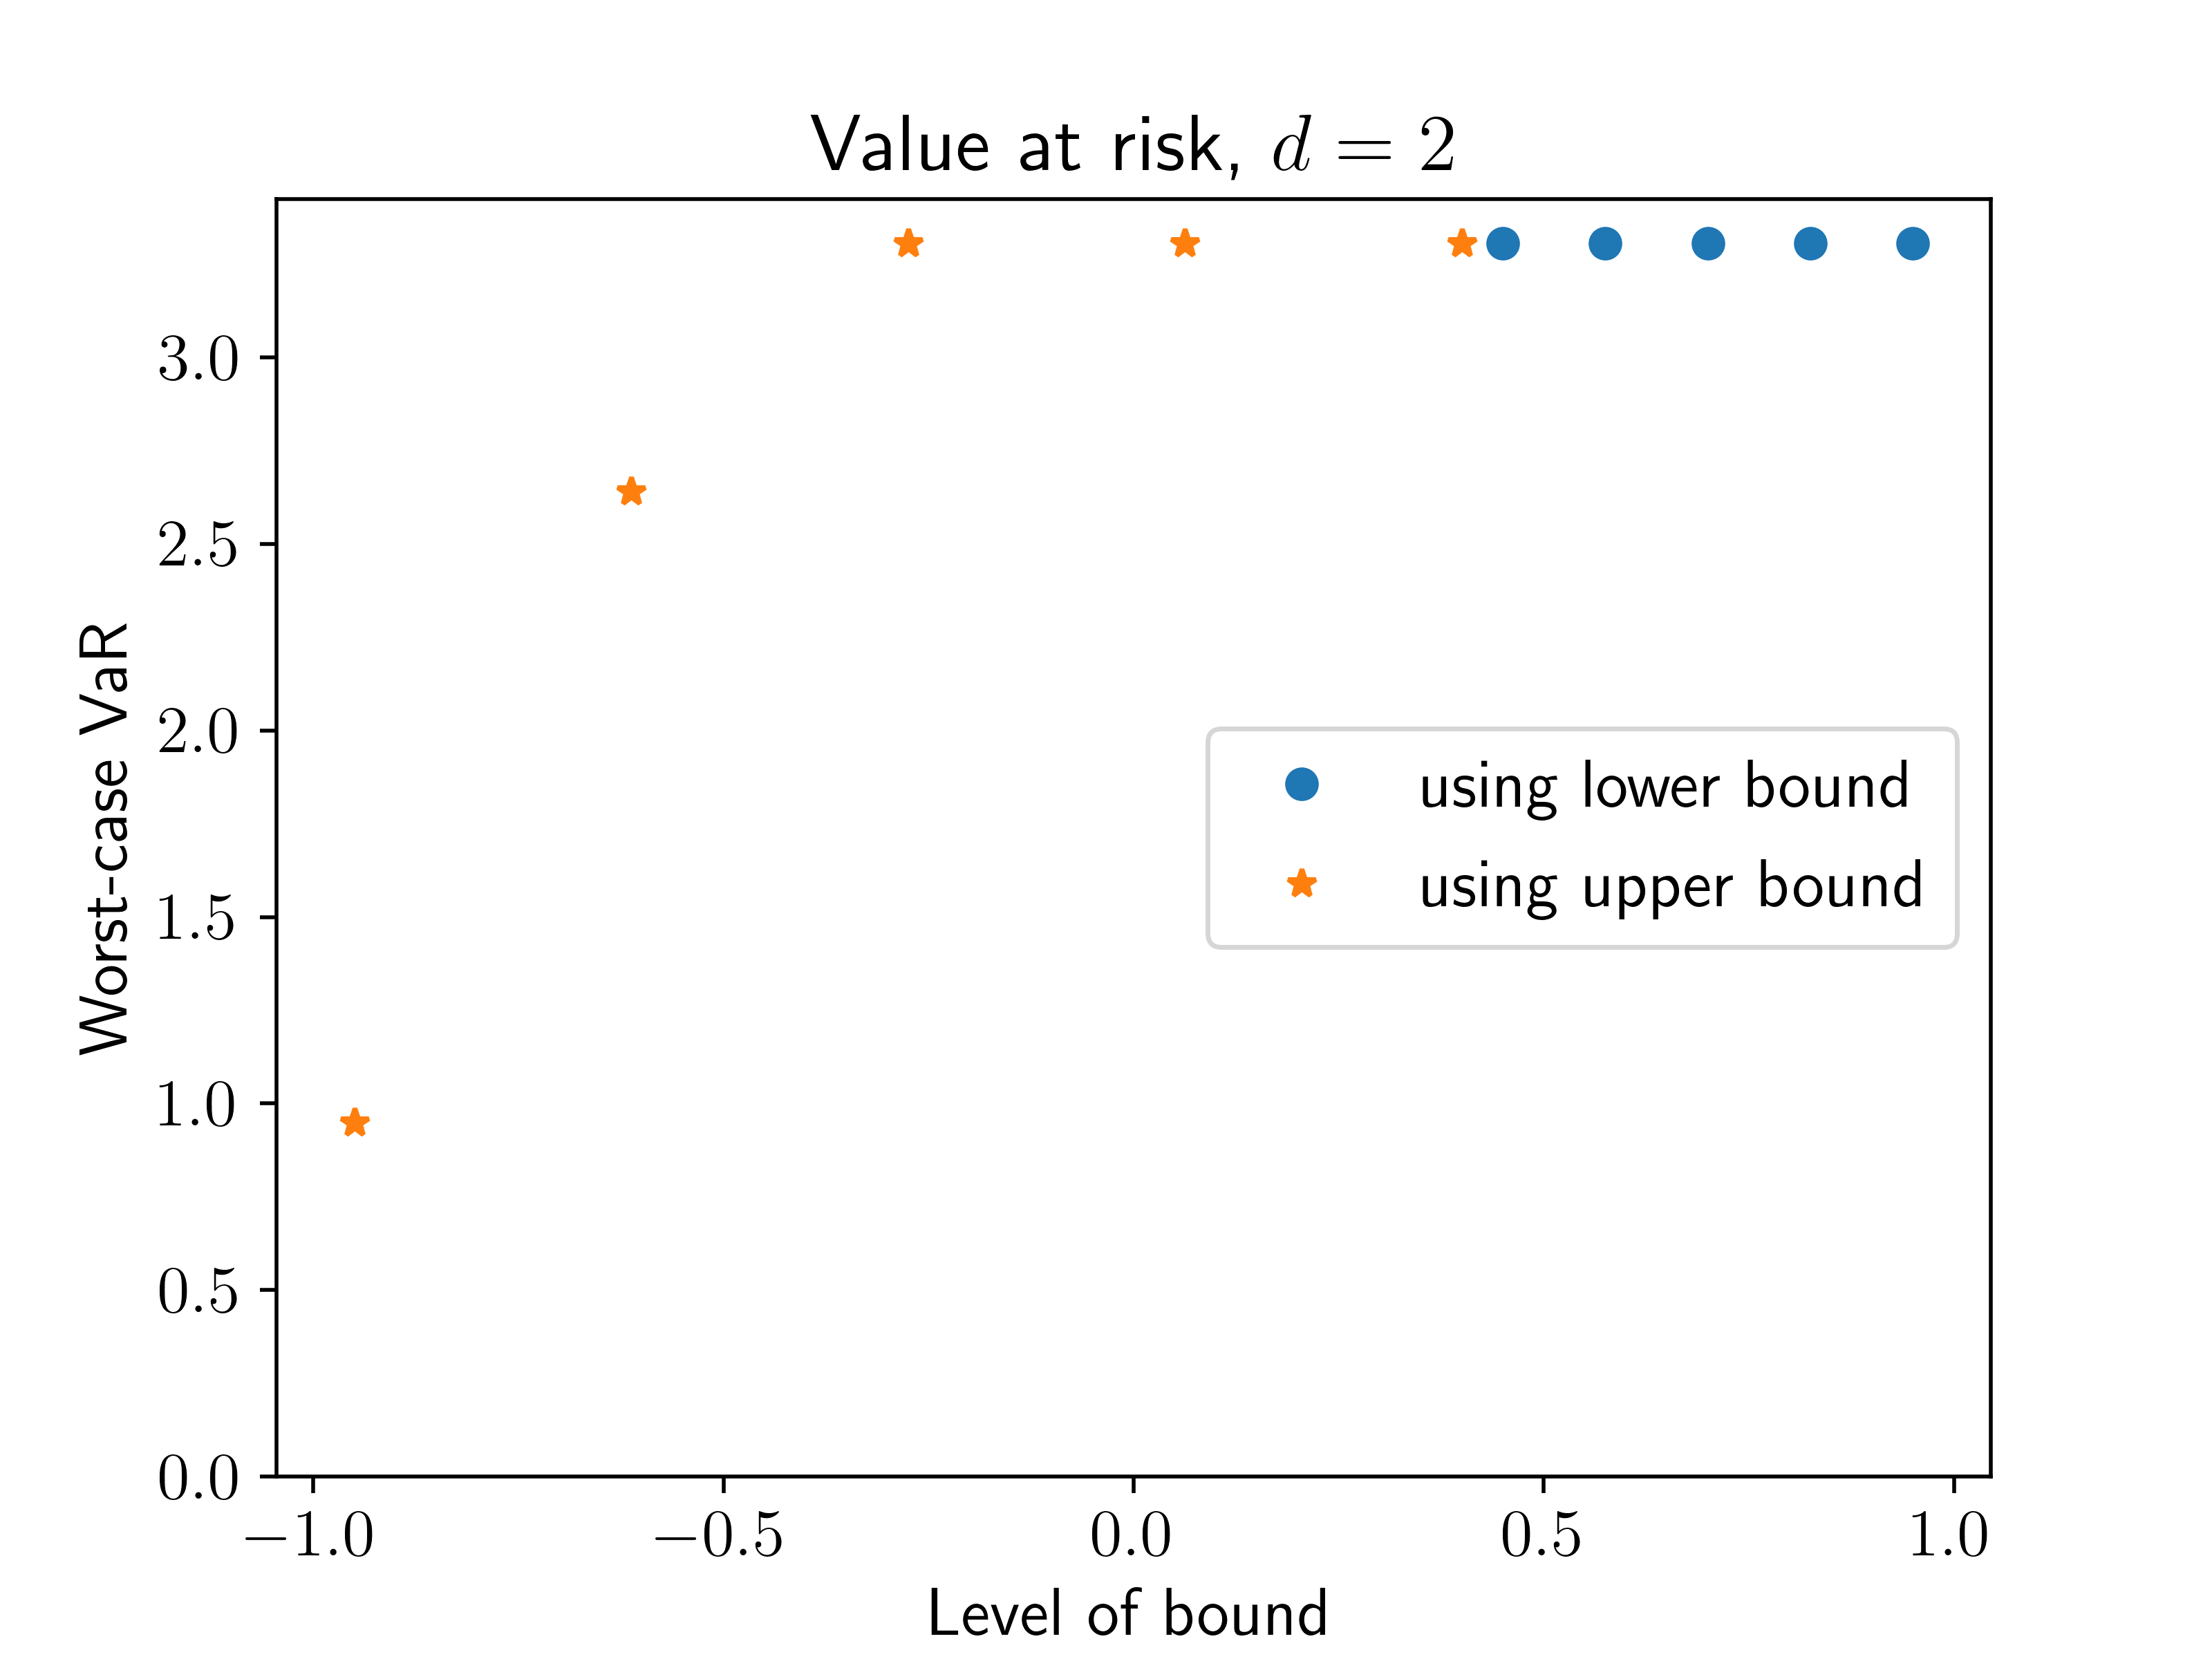 Value at risk, d = 2
Worst-case VaR
3.0
2.5
2.0
1.5
1.0
0.5
0.0
using lower bound
using upper bound
−1.0 −0.5 0.0 0.5 1.0
Level of bound